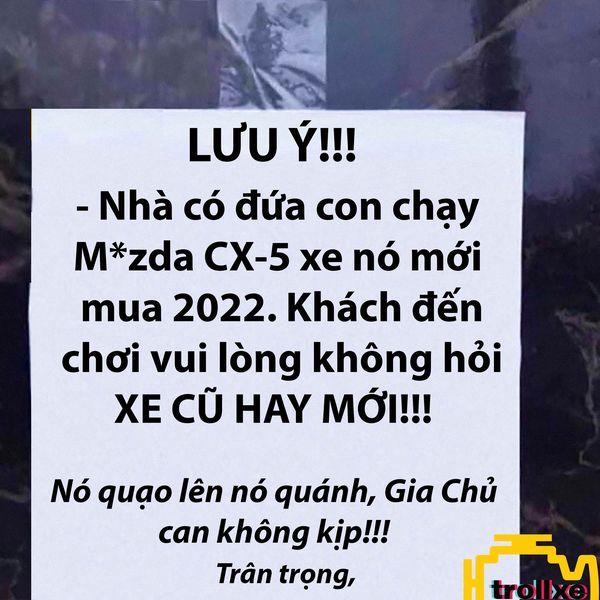 LƯU Ý!!!
- Nhà có đứa con chạy
M*zda CX-5 xe nó mới
mua 2022. Khách đến
chơi vui lòng không hỏi
XE CŨ HAY MỚI!!!
Nó quạo lên nó quánh, Gia Chủ
can không kịp!!!
Trân trọng,
trollxe